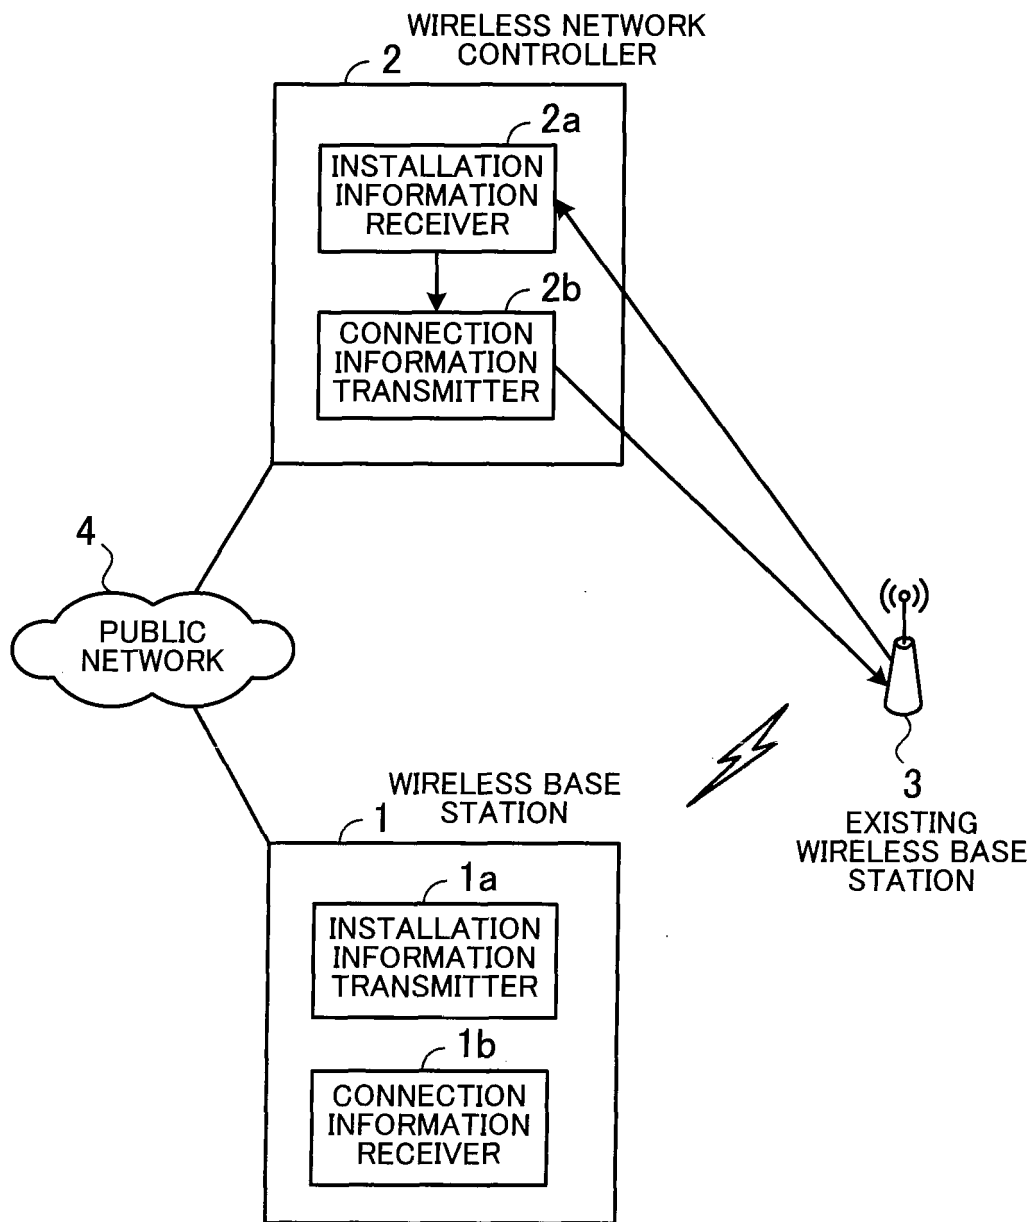 WIRELESS NETWORK
CONTROLLER
2
2a
INSTALLATION
INFORMATION
RECEIVER
2b
CONNECTION
INFORMATION
TRANSMITTER
4
PUBLIC
NETWORK
3
EXISTING
WIRELESS BASE
STATION
WIRELESS BASE
STATION
1
1a
INSTALLATION
INFORMATION
TRANSMITTER
1b
CONNECTION
INFORMATION
RECEIVER